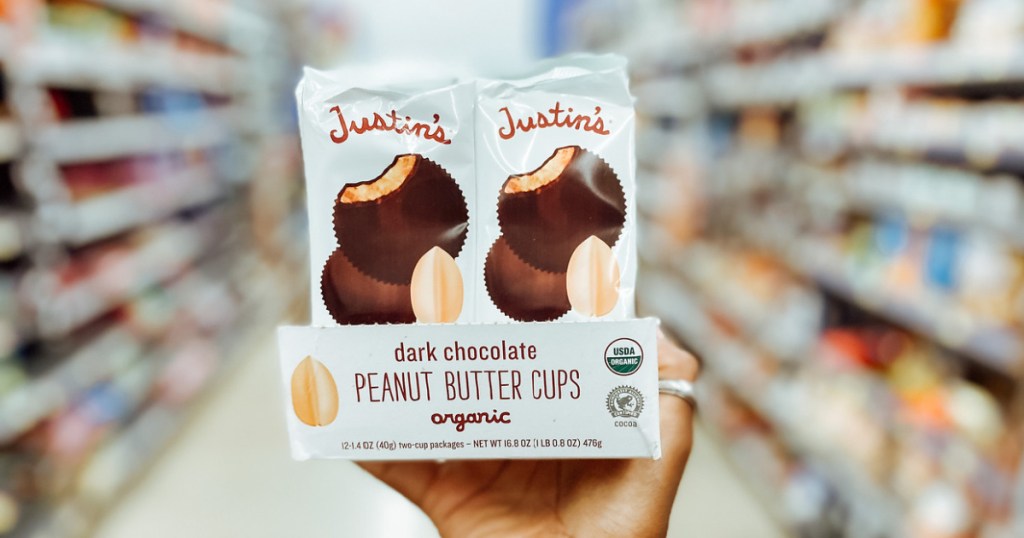 Justin's
Justin's
dark chocolate
PEANUT BUTTER CUPS
organic
USDA
ORGANIC
cocoa
12-1.4 OZ (40g) two-cup packages – NET WT 16.8 OZ (1 LB 0.8 OZ) 476g